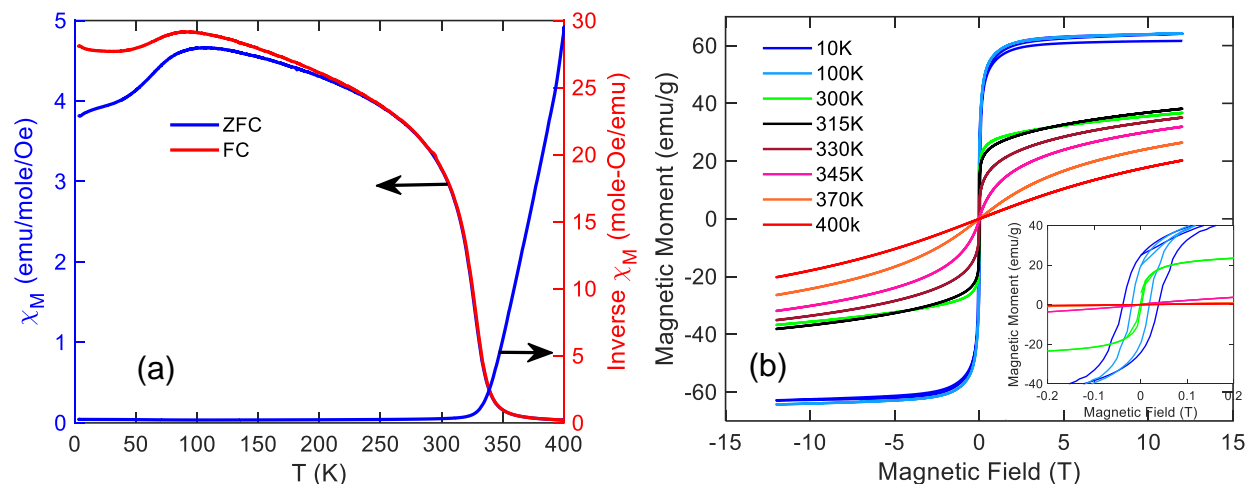 5
4
3
2
1
0
χM (emu/mole/Oe)
ZFC
FC
(a)
0 50 100 150 200 250 300 350 400
T (K)
30
25
20
15
10
5
0
Inverse χM (mole-Oe/emu)
60
40
20
0
-20
-40
-60
Magnetic Moment (emu/g)
10K
100K
300K
315K
330K
345K
370K
400k
(b)
-15 -10 -5 0 5 10 15
Magnetic Field (T)
40
20
0
-20
-40
Magnetic Moment (emu/g)
-0.2 -0.1 0 0.1 0.2
Magnetic Field (T)